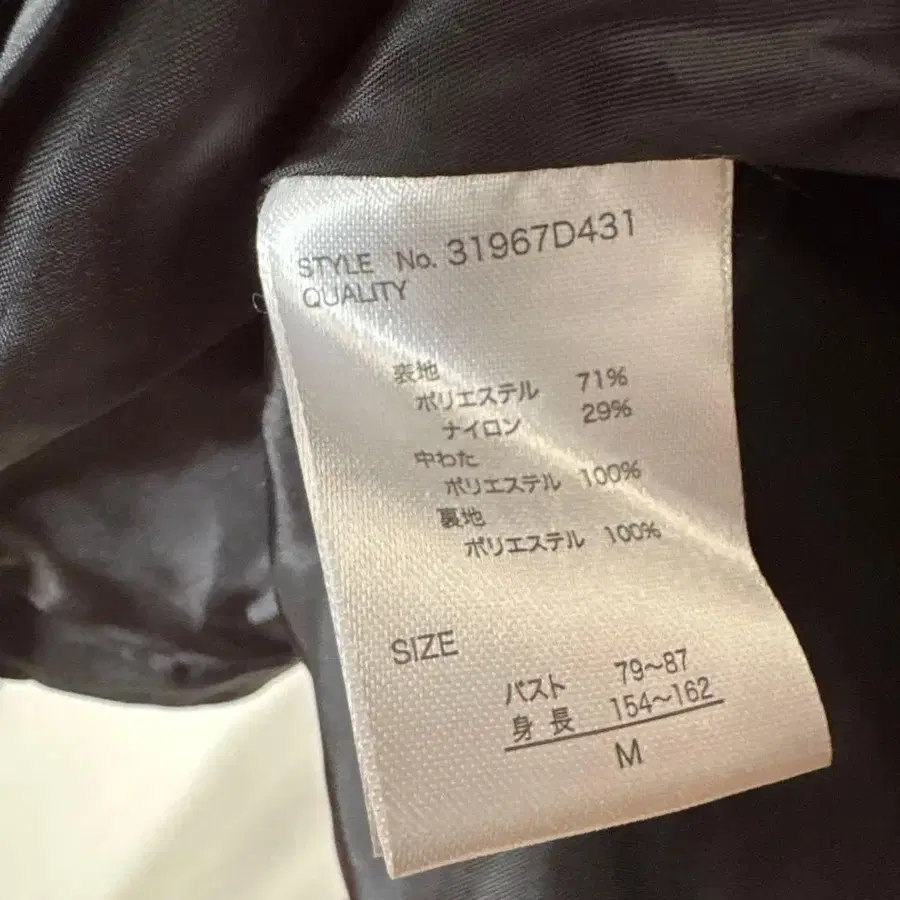 STYLE No. 31967D431
QUALITY
表地
ポリエステル 71%
ナイロン 29%
中わた
ポリエステル 100%
裏地
ポリエステル 100%
SIZE
バスト 79~87
身長 154~162
M